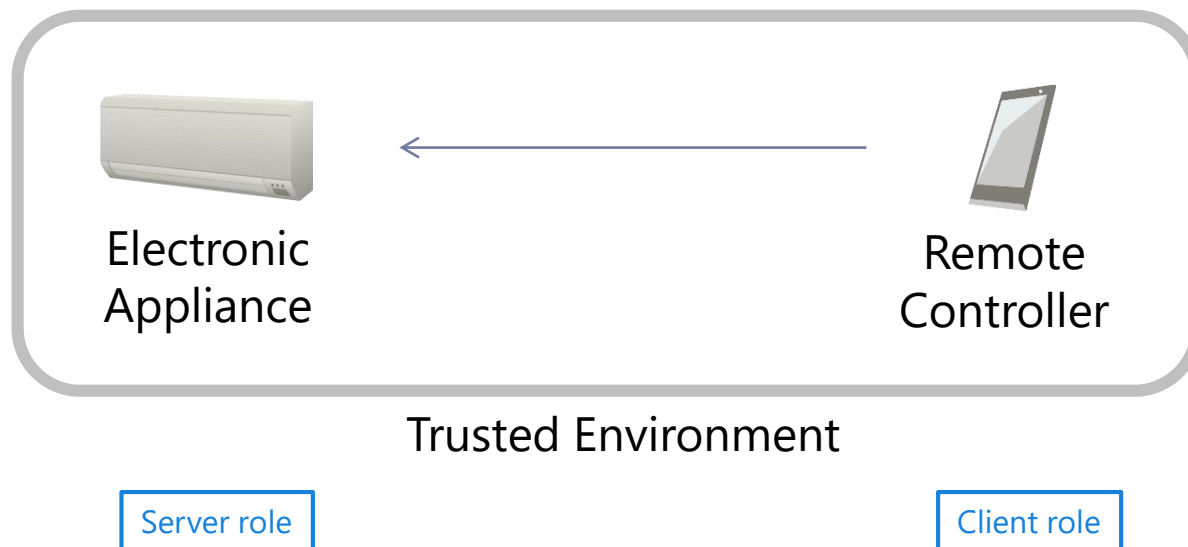 Electronic
Appliance
Remote
Controller
Trusted Environment
Server role
Client role